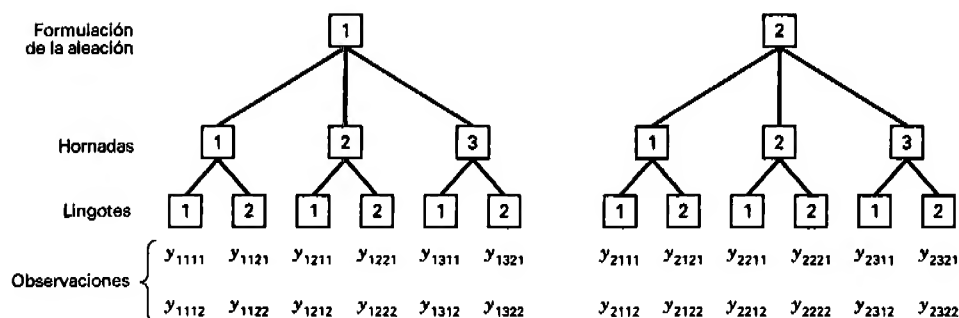 Formulación
de la aleación
1 2
Hornadas 1 2 3 1 2 3
Lingotes 1 2 1 2 1 2 1 2 1 2 1 2
y1111 y1121 y1211 y1221 y1311 y1321 y2111 y2121 y2211 y2221 y2311 y2321
Observaciones
y1112 y1122 y1212 y1222 y1312 y1322 y2112 y2122 y2212 y2222 y2312 y2322